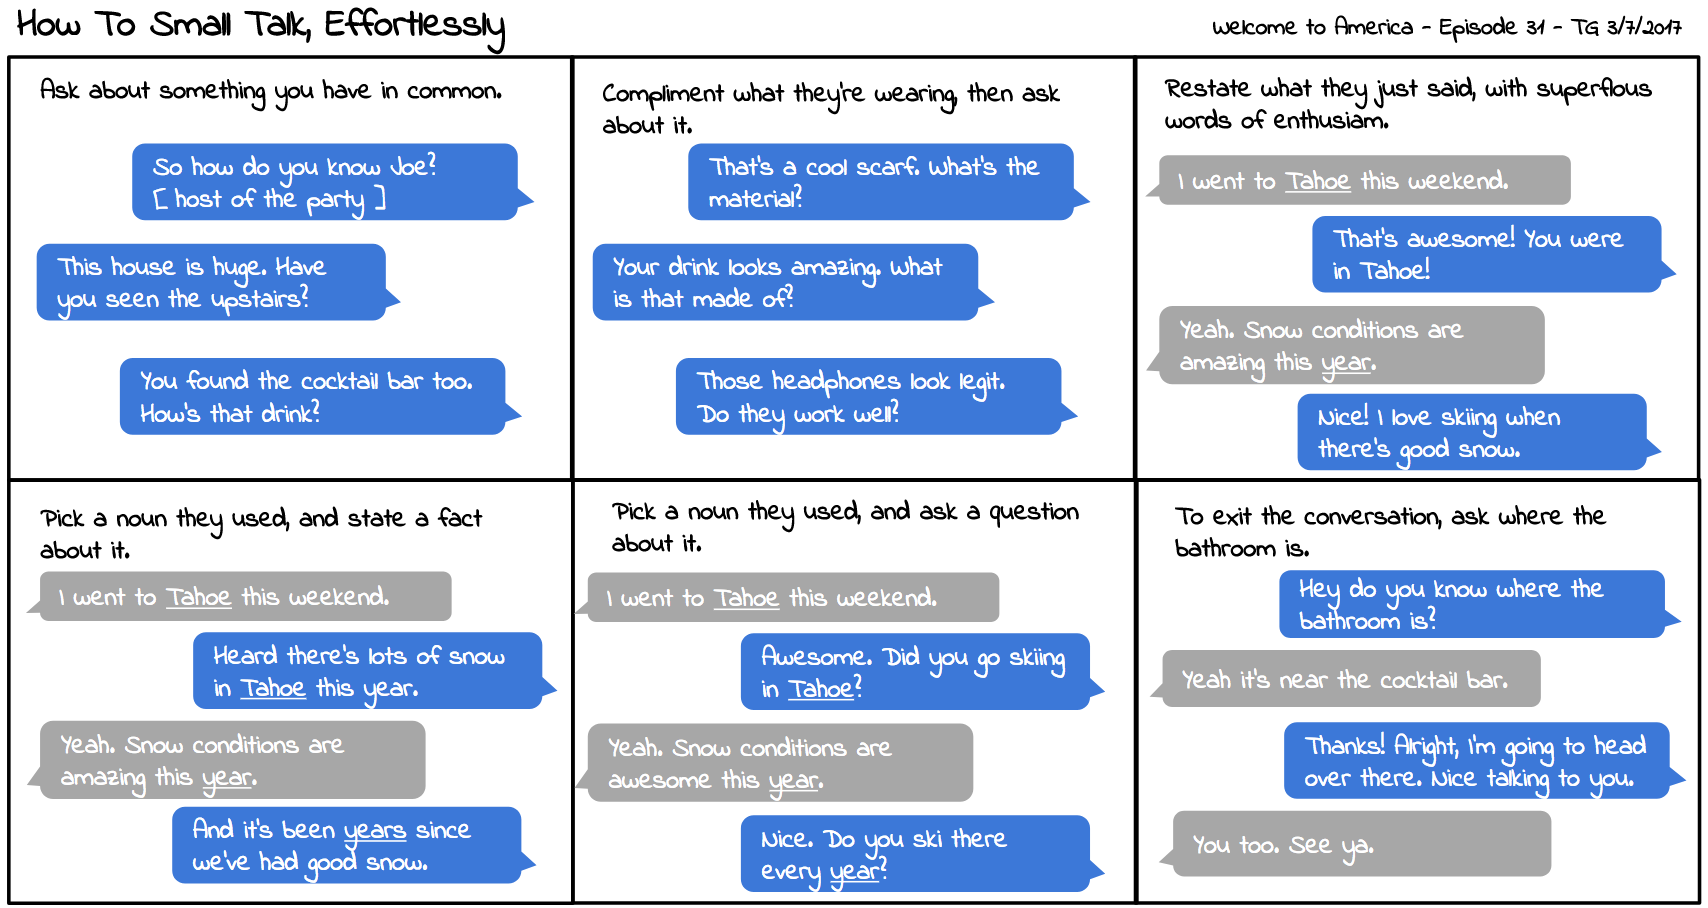 How To Small Talk, Effortlessly
Welcome to America - Episode 31 - TG 3/7/2017
Ask about something you have in common.
So how do you know Joe?
[ host of the party ]
This house is huge. Have
you seen the upstairs?
You found the cocktail bar too.
How's that drink?
Compliment what they're wearing, then ask
about it.
That's a cool scarf. What's the
material?
Your drink looks amazing. What
is that made of?
Those headphones look legit.
Do they work well?
Restate what they just said, with superflous
words of enthusiam.
I went to Tahoe this weekend.
That's awesome! You were
in Tahoe!
Yeah. Snow conditions are
amazing this year.
Nice! I love skiing when
there's good snow.
Pick a noun they used, and state a fact
about it.
I went to Tahoe this weekend.
Heard there's lots of snow
in Tahoe this year.
Yeah. Snow conditions are
amazing this year.
And it's been years since
we've had good snow.
Pick a noun they used, and ask a question
about it.
I went to Tahoe this weekend.
Awesome. Did you go skiing
in Tahoe?
Yeah. Snow conditions are
awesome this year.
Nice. Do you ski there
every year?
To exit the conversation, ask where the
bathroom is.
Hey do you know where the
bathroom is?
Yeah it's near the cocktail bar.
Thanks! Alright, I'm going to head
over there. Nice talking to you.
You too. See ya.